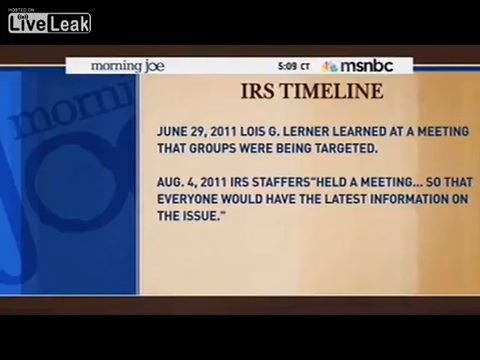 HOSTED ON
LiveLeak
morning joe
5:09 CT
msnbc
morni
IRS TIMELINE
JUNE 29, 2011 LOIS G. LERNER LEARNED AT A MEETING
THAT GROUPS WERE BEING TARGETED.
AUG. 4, 2011 IRS STAFFERS"HELD A MEETING... SO THAT
EVERYONE WOULD HAVE THE LATEST INFORMATION ON
THE ISSUE."